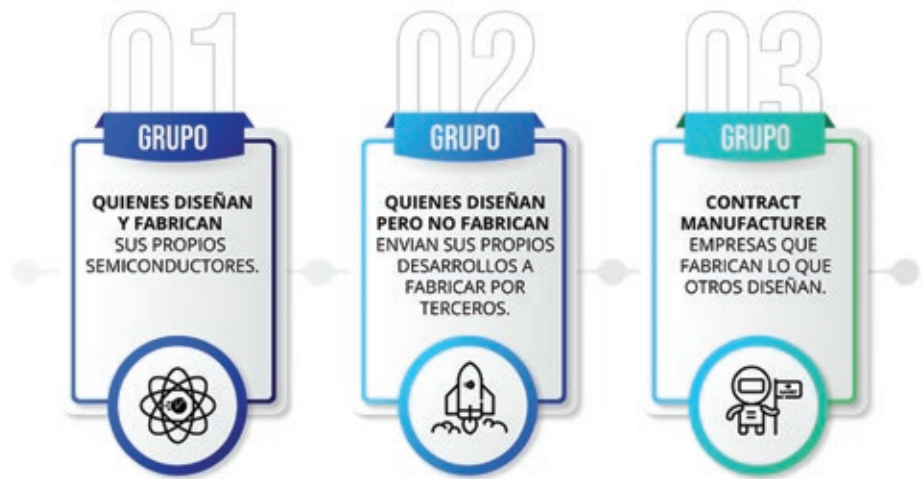 01
GRUPO
QUIENES DISEÑAN
Y FABRICAN
SUS PROPIOS
SEMICONDUCTORES.
02
GRUPO
QUIENES DISEÑAN
PERO NO FABRICAN
ENVIAN SUS PROPIOS
DESARROLLOS A
FABRICAR POR
TERCEROS.
03
GRUPO
CONTRACT
MANUFACTURER
EMPRESAS QUE
FABRICAN LO QUE
OTROS DISEÑAN.